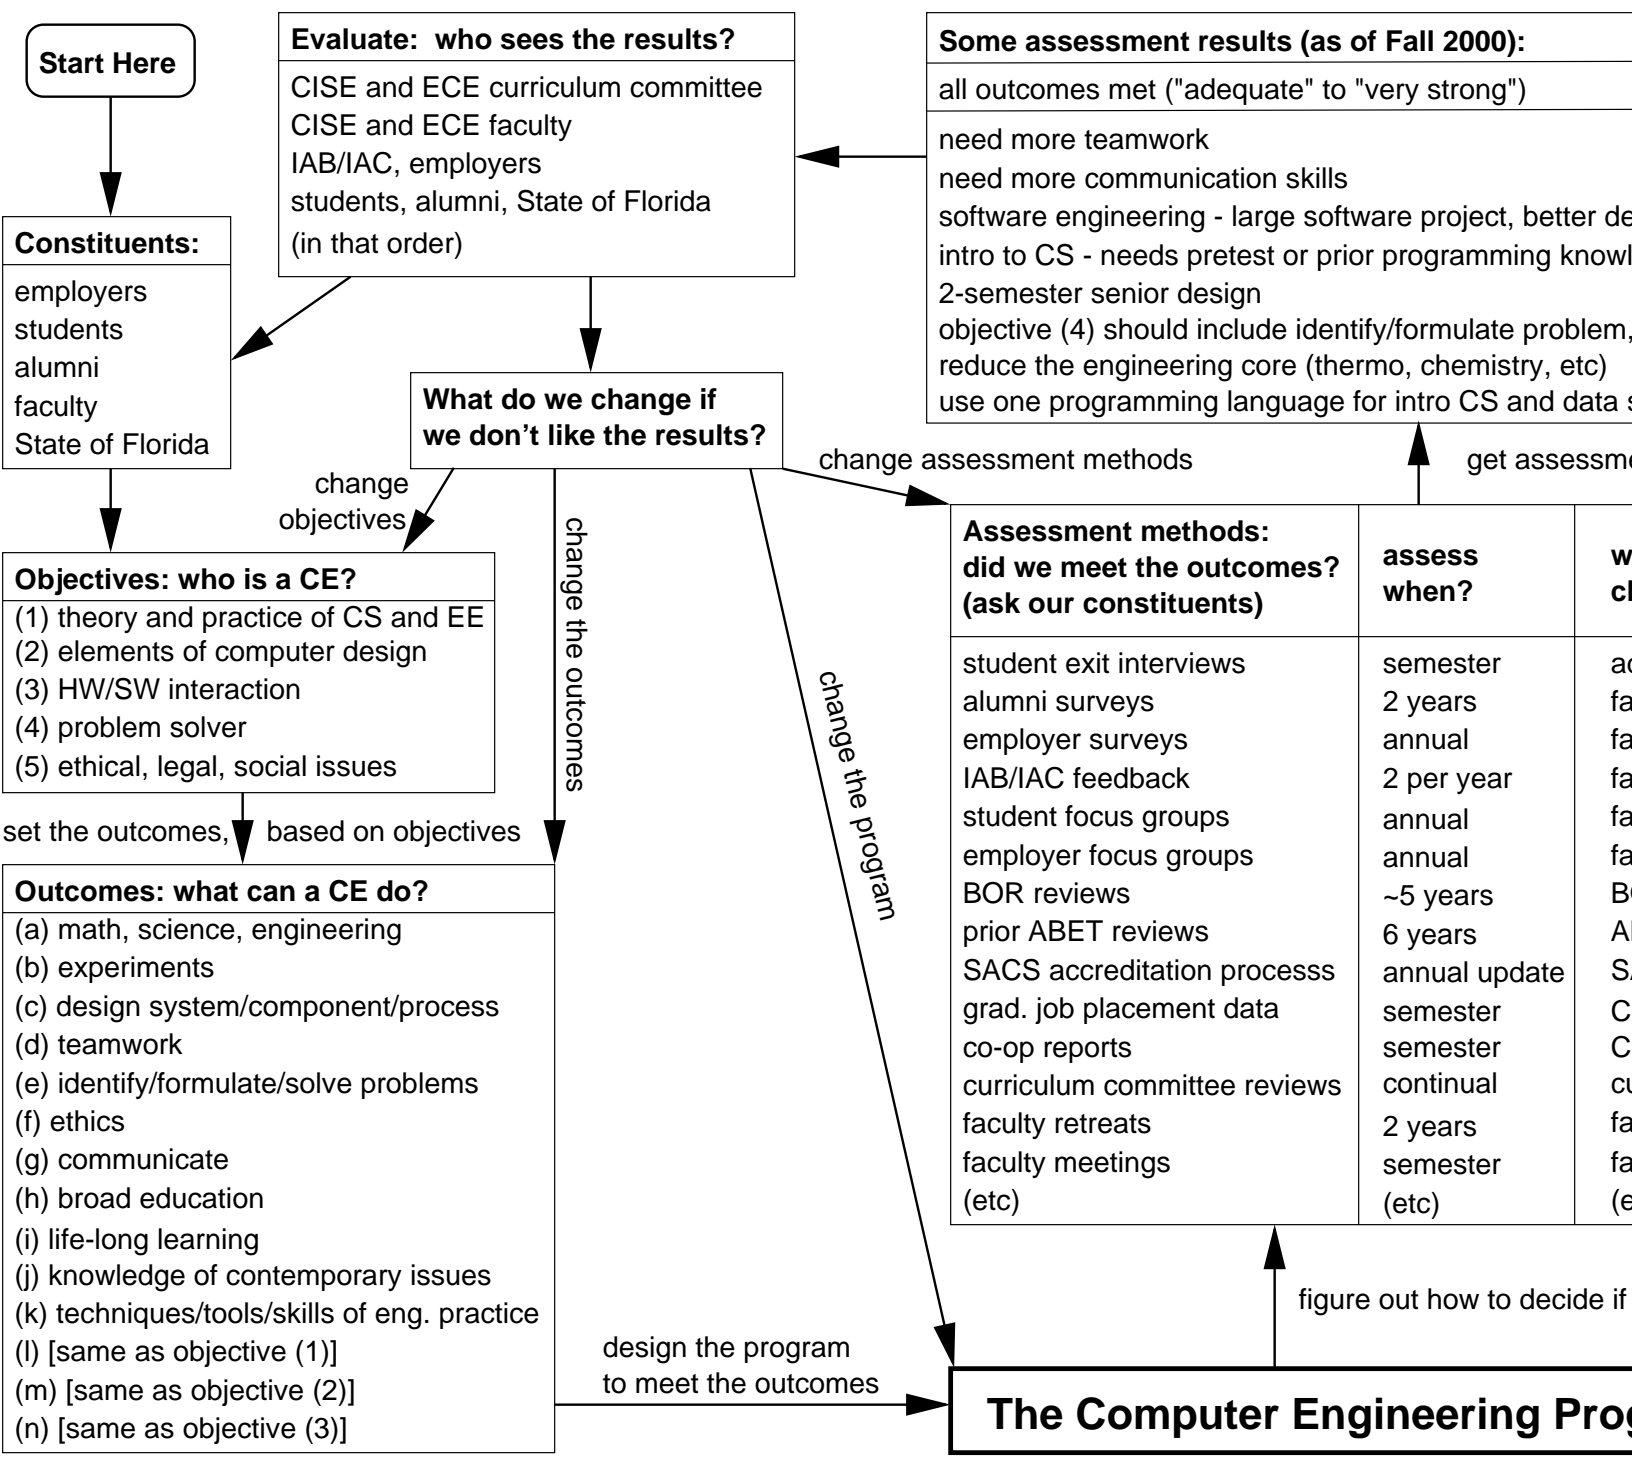 Start Here
Evaluate:  who sees the results?
CISE and ECE curriculum committee
CISE and ECE faculty
IAB/IAC, employers
students, alumni, State of Florida
(in that order)
Some assessment results (as of Fall 2000):
all outcomes met ("adequate" to "very strong")
need more teamwork
need more communication skills
software engineering - large software project, better
intro to CS - needs pretest or prior programming
2-semester senior design
objective (4) should include identify/formulate problem,
reduce the engineering core (thermo, chemistry, etc)
use one programming language for intro CS and data
Constituents:
employers
students
alumni
faculty
State of Florida
What do we change if
we don't like the results?
change
objectives
change the outcomes
change the program
change assessment methods
get
Objectives: who is a CE?
(1) theory and practice of CS and EE
(2) elements of computer design
(3) HW/SW interaction
(4) problem solver
(5) ethical, legal, social issues
set the outcomes, based on objectives
Outcomes: what can a CE do?
(a) math, science, engineering
(b) experiments
(c) design system/component/process
(d) teamwork
(e) identify/formulate/solve problems
(f) ethics
(g) communicate
(h) broad education
(i) life-long learning
(j) knowledge of contemporary issues
(k) techniques/tools/skills of eng. practice
(l) [same as objective (1)]
(m) [same as objective (2)]
(n) [same as objective (3)]
design the program
to meet the outcomes
Assessment methods:
did we meet the outcomes?
(ask our constituents)
assess
when?
student exit interviews semester
alumni surveys 2 years
employer surveys annual
IAB/IAC feedback 2 per year
student focus groups annual
employer focus groups annual
BOR reviews ~5 years
prior ABET reviews 6 years
SACS accreditation processs annual update
grad. job placement data semester
co-op reports semester
curriculum committee reviews continual
faculty retreats 2 years
faculty meetings semester
(etc) (etc)
figure out how to decide if
The Computer Engineering